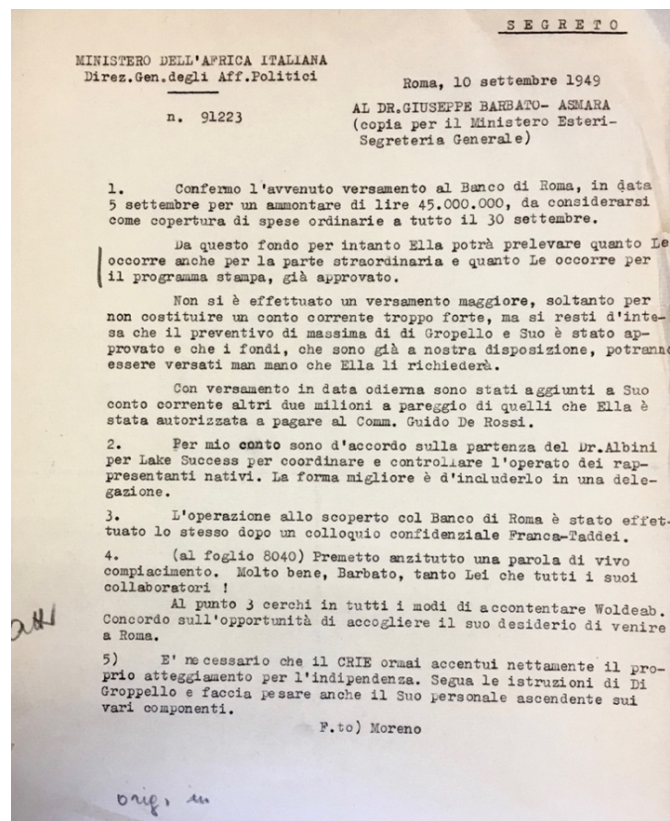 SEGRETO
MINISTERO DELL'AFRICA ITALIANA
Direz.Gen.degli Aff.Politici
n. 91223
Roma, 10 settembre 1949
AL DR.GIUSEPPE BARBATO- ASMARA
(copia per il Ministero Esteri-
Segreteria Generale)
1. Confermo l'avvenuto versamento al Banco di Roma, in data
5 settembre per un ammontare di lire 45.000.000, da considerarsi
come copertura di spese ordinarie a tutto il 30 settembre.
Da questo fondo per intanto Ella potrà prelevare quanto Le
occorre anche per la parte straordinaria e quanto Le occorre per
il programma stampa, già approvato.
Non si è effettuato un versamento maggiore, soltanto per
non costituire un conto corrente troppo forte, ma si resti d'inte-
sa che il preventivo di massima di di Gropello e Suo è stato ap-
provato e che i fondi, che sono già a nostra disposizione, potranno
essere versati man mano che Ella li richiederà.
Con versamento in data odierna sono stati aggiunti a Suo
conto corrente altri due milioni a pareggio di quelli che Ella è
stata autorizzata a pagare al Comm. Guido De Rossi.
2. Per mio conto sono d'accordo sulla partenza del Dr.Albini
per Lake Success per coordinare e controllare l'operato dei rap-
presentanti nativi. La forma migliore è d'includerlo in una dele-
gazione.
3. L'operazione allo scoperto col Banco di Roma è stato effet-
tuato lo stesso dopo un colloquio confidenziale Franca-Taddei.
4. (al foglio 8040) Premetto anzitutto una parola di vivo
compiacimento. Molto bene, Barbato, tanto Lei che tutti i suoi
collaboratori !
Al punto 3 cerchi in tutti i modi di accontentare Woldeab.
Concordo sull'opportunità di accogliere il suo desiderio di venire
a Roma.
5) E' necessario che il CRIE ormai accentui nettamente il pro-
prio atteggiamento per l'indipendenza. Segua le istruzioni di Di
Groppello e faccia pesare anche il Suo personale ascendente sui
vari componenti.
F.to) Moreno
orig. in